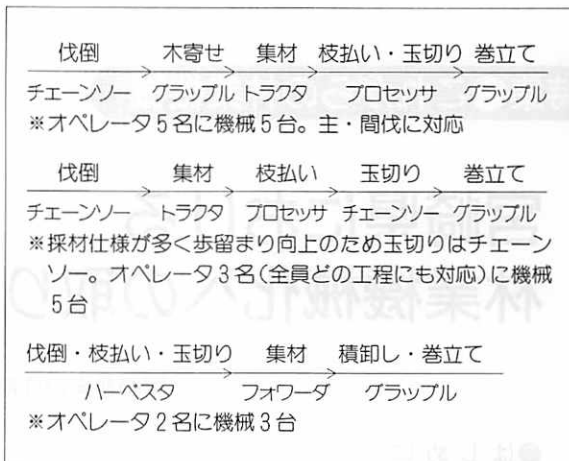 伐倒 木寄せ 集材 枝払い・玉切り 巻立て
チェーンソー グラップル トラクタ プロセッサ グラップル
※オペレータ5名に機械5台。主・間伐に対応
伐倒 集材 枝払い 玉切り 巻立て
チェーンソー トラクタ プロセッサ チェーンソー グラップル
※採材仕様が多く歩留まり向上のため玉切りはチェーン
ソー。オペレータ3名(全員どの工程にも対応)に機械
5台
伐倒・枝払い・玉切り 集材 積卸し・巻立て
ハーベスタ フォワーダ グラップル
※オペレータ2名に機械3台